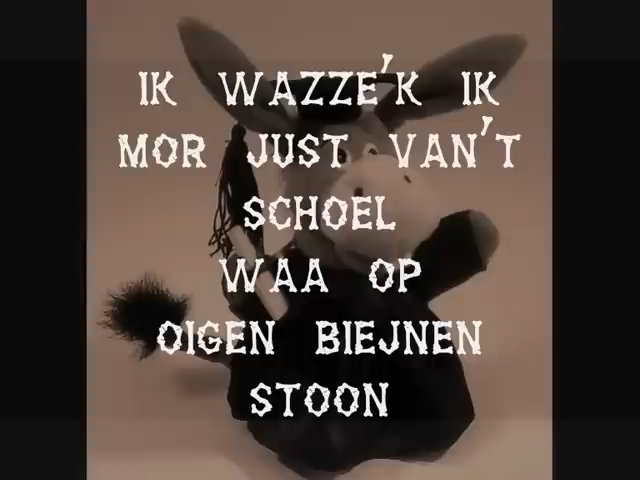 IK WAZZE'K IK
MOR JUST VAN'T
SCHOEL
WAA OP
OIGEN BIEJNEN
STOON